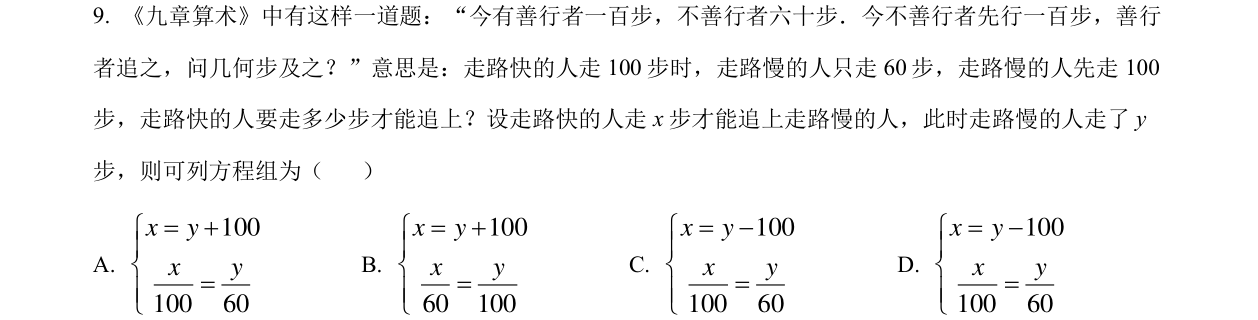 9. 《九章算术》中有这样一道题：“今有善行者一百步，不善行者六十步．今不善行者先行一百步，善行
者追之，问几何步及之？”意思是：走路快的人走 100 步时，走路慢的人只走 60 步，走路慢的人先走 100
步，走路快的人要走多少步才能追上？设走路快的人走 x 步才能追上走路慢的人，此时走路慢的人走了 y
步，则可列方程组为（　　）
A. { x = y + 100, x/100 = y/60  B. { x = y + 100, x/60 = y/100  C. { x = y − 100, x/100 = y/60  D. { x = y − 100, x/100 = y/60